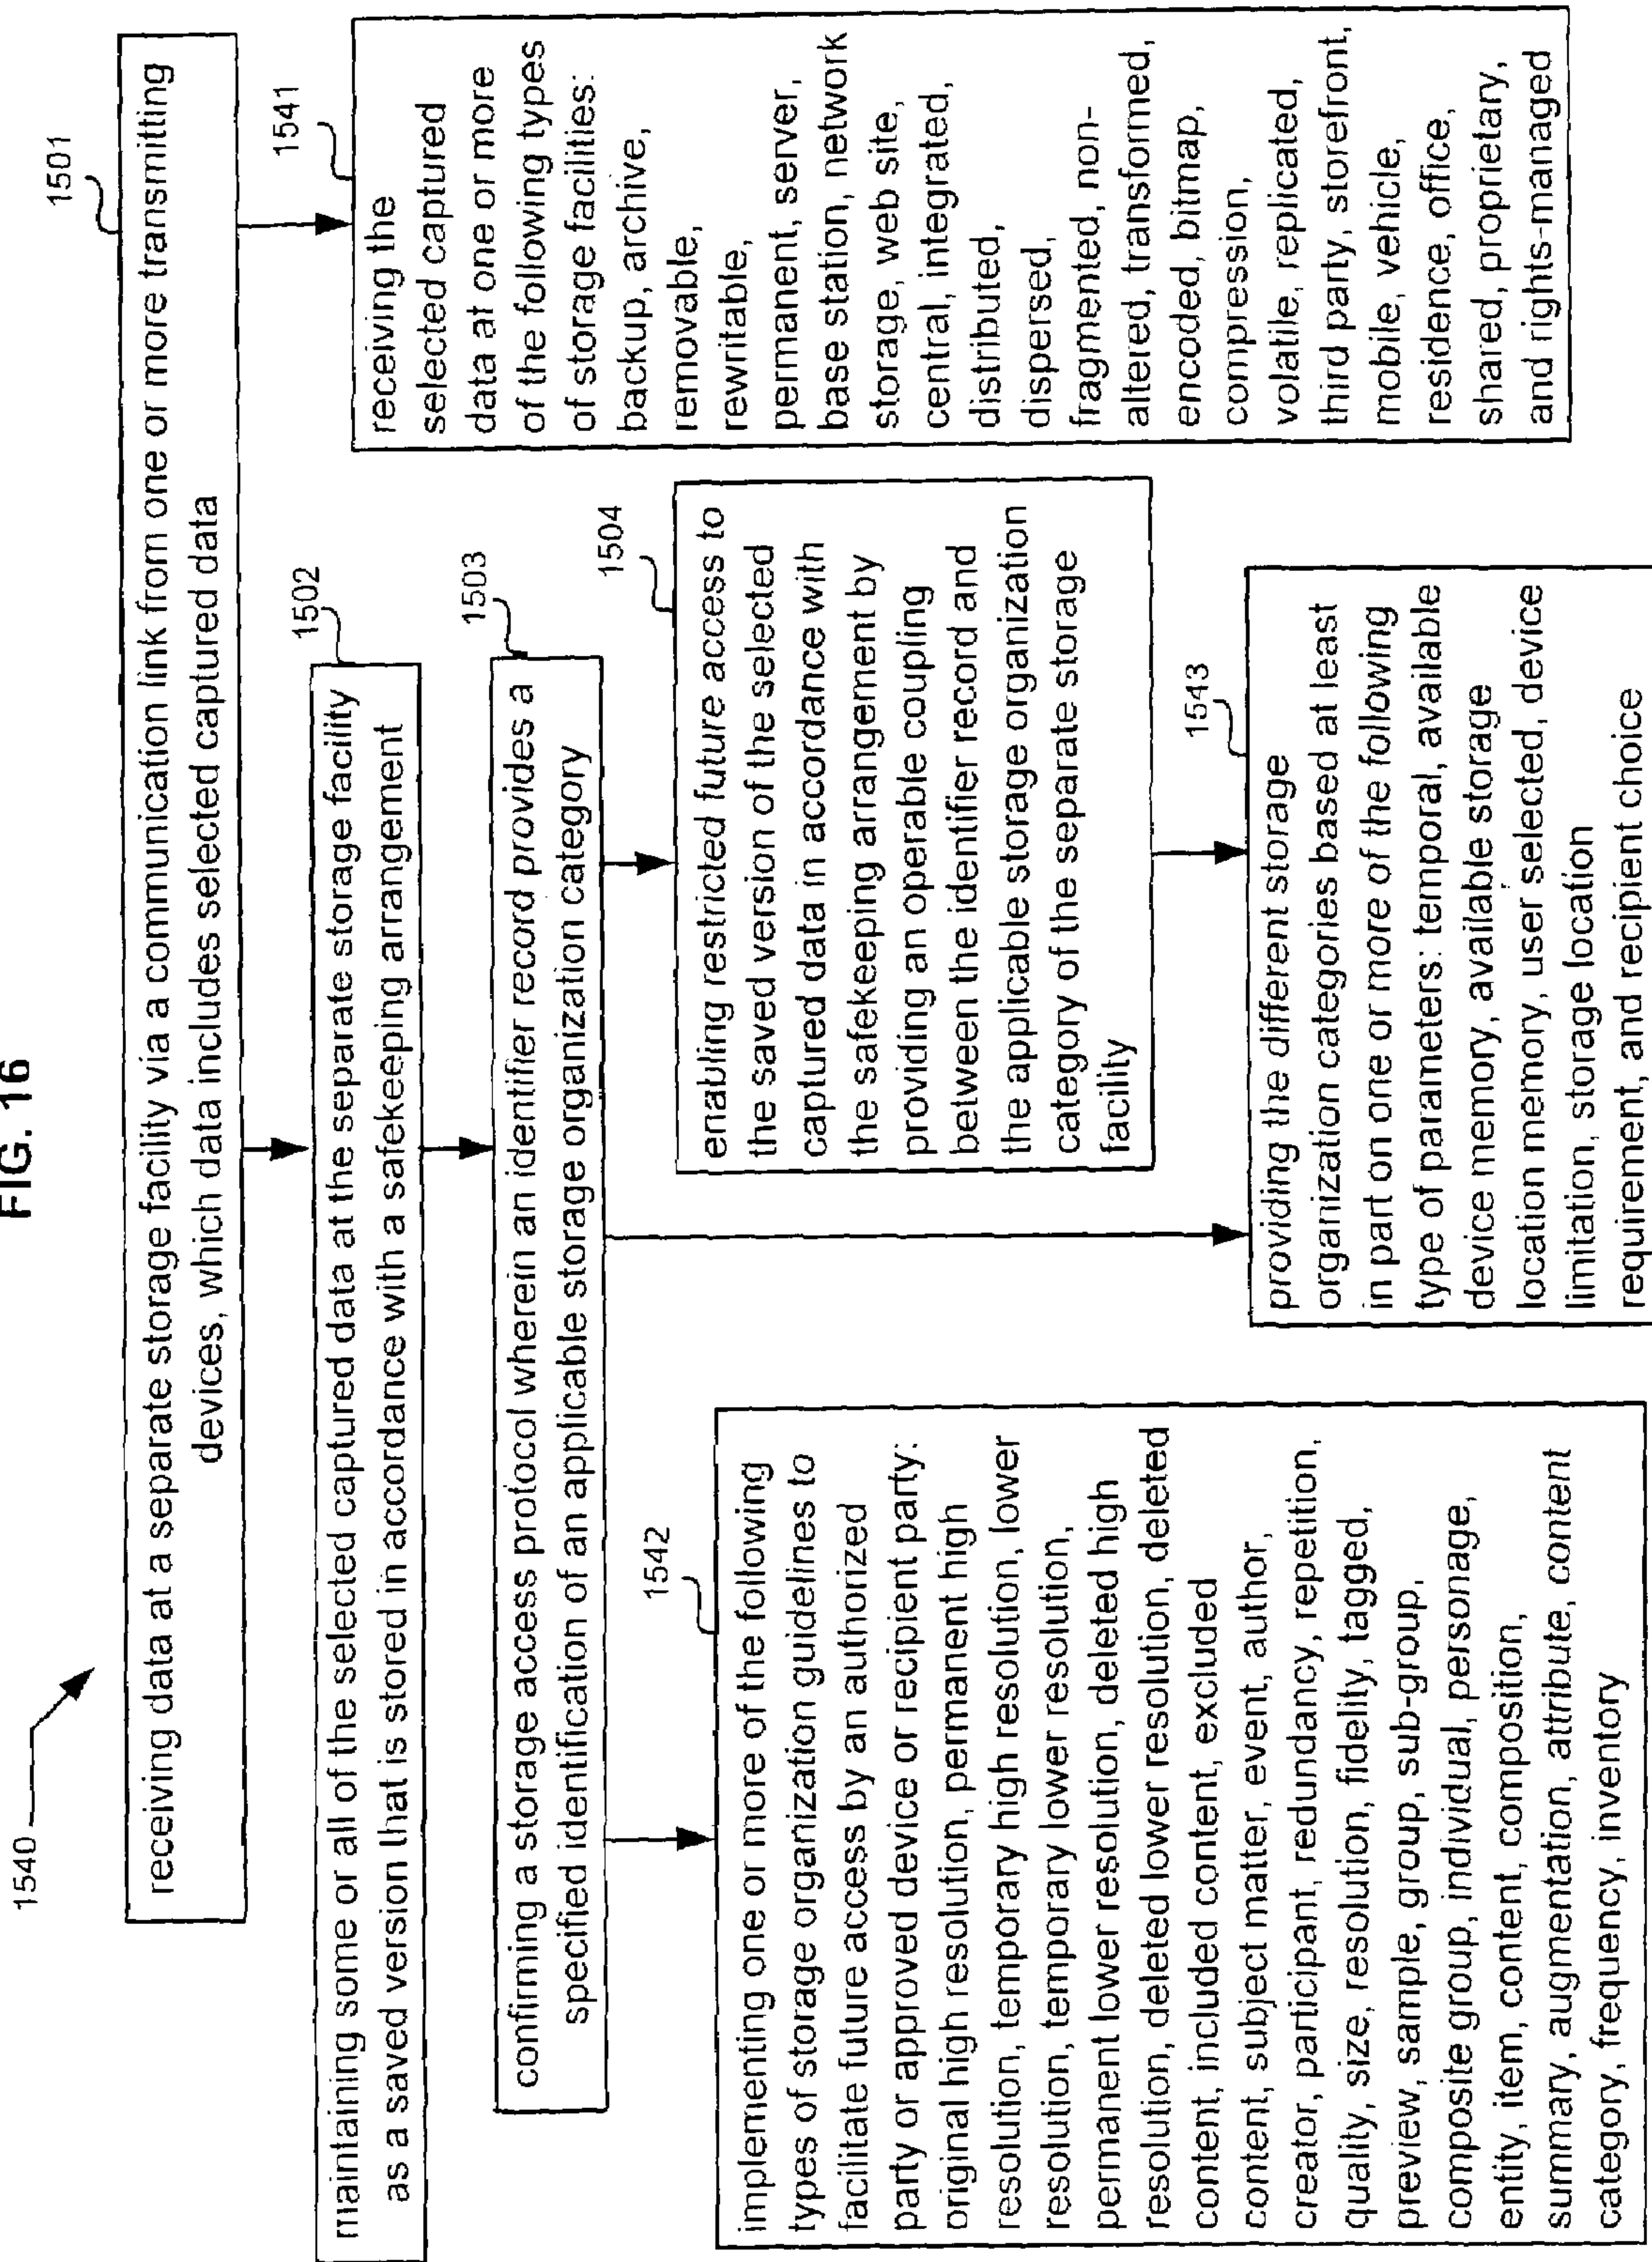 FIG. 16
1540
1501
receiving data at a separate storage facility via a communication link from one or more transmitting
devices, which data includes selected captured data
1502
maintaining some or all of the selected captured data at the separate storage facility
as a saved version that is stored in accordance with a safekeeping arrangement
1503
confirming a storage access protocol wherein an identifier record provides a
specified identification of an applicable storage organization category
1541
receiving the
selected captured
data at one or more
of the following types
of storage facilities:
backup, archive,
removable,
rewritable,
permanent, server,
base station, network
storage, web site,
central, integrated,
distributed,
dispersed,
fragmented, non-
altered, transformed,
encoded, bitmap,
compression,
volatile, replicated,
third party, storefront,
mobile, vehicle,
residence, office,
shared, proprietary,
and rights-managed
1504
enabling restricted future access to
the saved version of the selected
captured data in accordance with
the safekeeping arrangement by
providing an operable coupling
between the identifier record and
the applicable storage organization
category of the separate storage
facility
1542
implementing one or more of the following
types of storage organization guidelines to
facilitate future access by an authorized
party or approved device or recipient party:
original high resolution, permanent high
resolution, temporary high resolution, lower
resolution, temporary lower resolution,
permanent lower resolution, deleted high
resolution, deleted lower resolution, deleted
content, included content, excluded
content, subject matter, event, author,
creator, participant, redundancy, repetition,
quality, size, resolution, fidelity, tagged,
preview, sample, group, sub-group,
composite group, individual, personage,
entity, item, content, composition,
summary, augmentation, attribute, content
category, frequency, inventory
1543
providing the different storage
organization categories based at least
in part on one or more of the following
type of parameters: temporal, available
device memory, available storage
location memory, user selected, device
limitation, storage location
requirement, and recipient choice